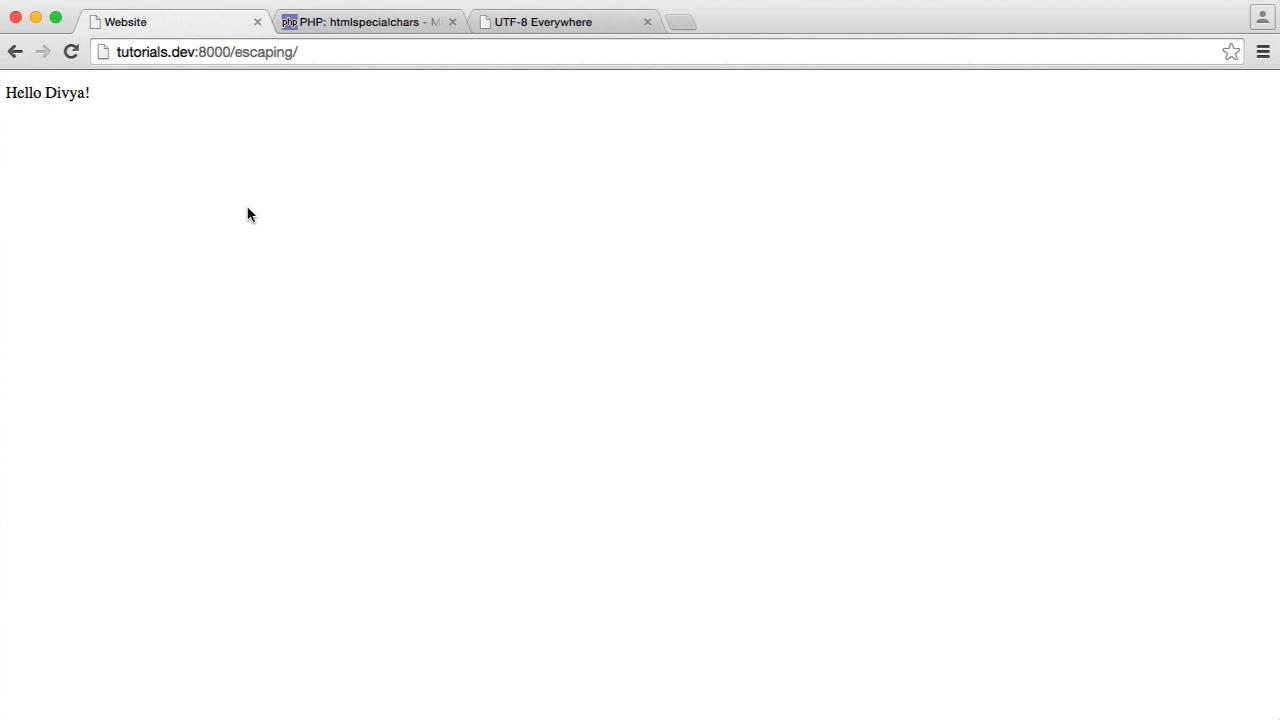 Website
PHP: htmlspecialchars - M
UTF-8 Everywhere
tutorials.dev:8000/escaping/
Hello Divya!